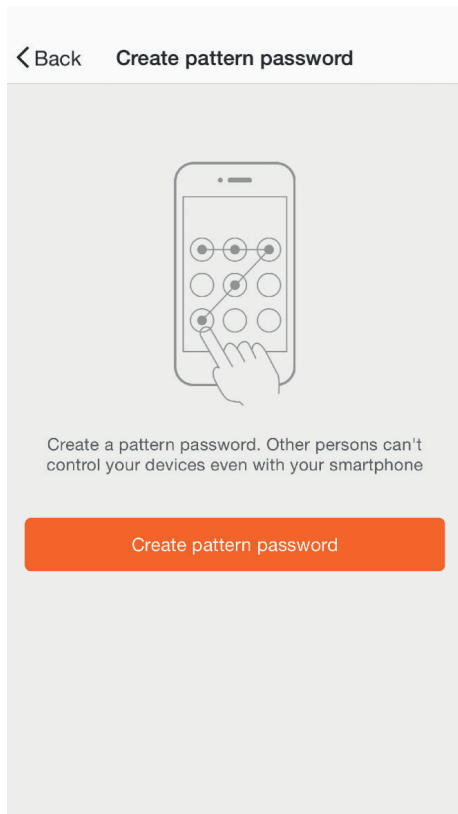 Back Create pattern password
Create a pattern password. Other persons can't
control your devices even with your smartphone
Create pattern password